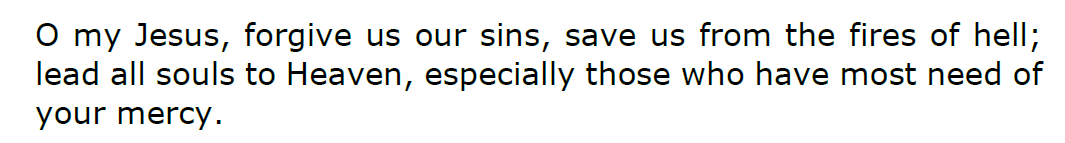 O my Jesus, forgive us our sins, save us from the fires of hell;
lead all souls to Heaven, especially those who have most need of
your mercy.